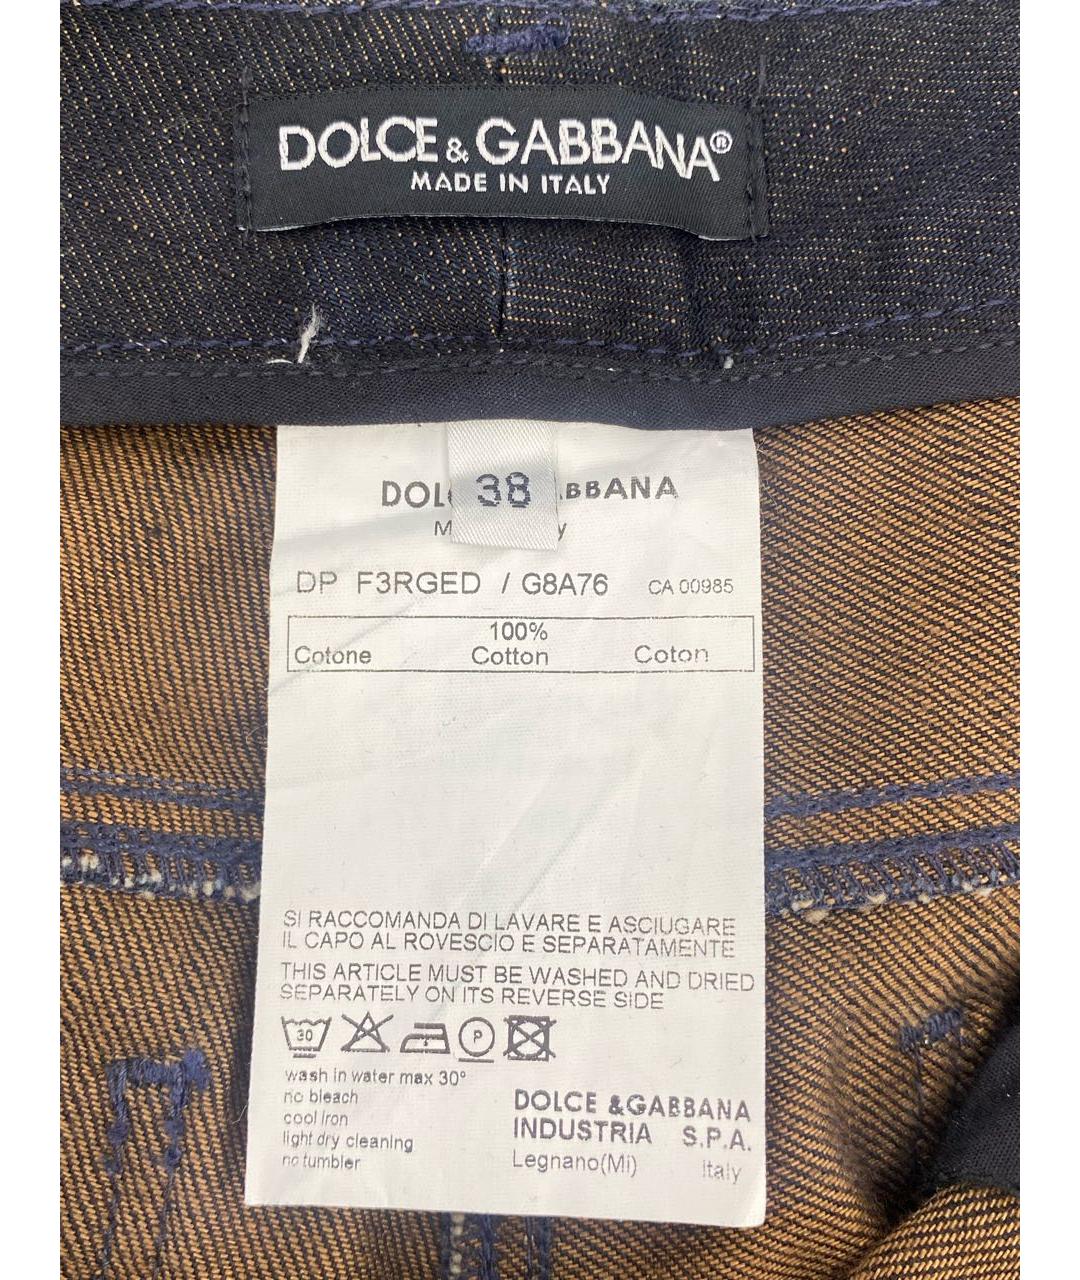 DOLCE & GABBANA®
MADE IN ITALY
38
DOL BBANA
M y
DP F3RGED / G8A76 CA 00985
100%
Cotone Cotton Coton
SI RACCOMANDA DI LAVARE E ASCIUGARE
IL CAPO AL ROVESCIO E SEPARATAMENTE
THIS ARTICLE MUST BE WASHED AND DRIED
SEPARATELY ON ITS REVERSE SIDE
30 P
wash in water max 30°
no bleach
cool iron
light dry cleaning
no tumbler
DOLCE &GABBANA
INDUSTRIA S.P.A.
Legnano(Mi) Italy